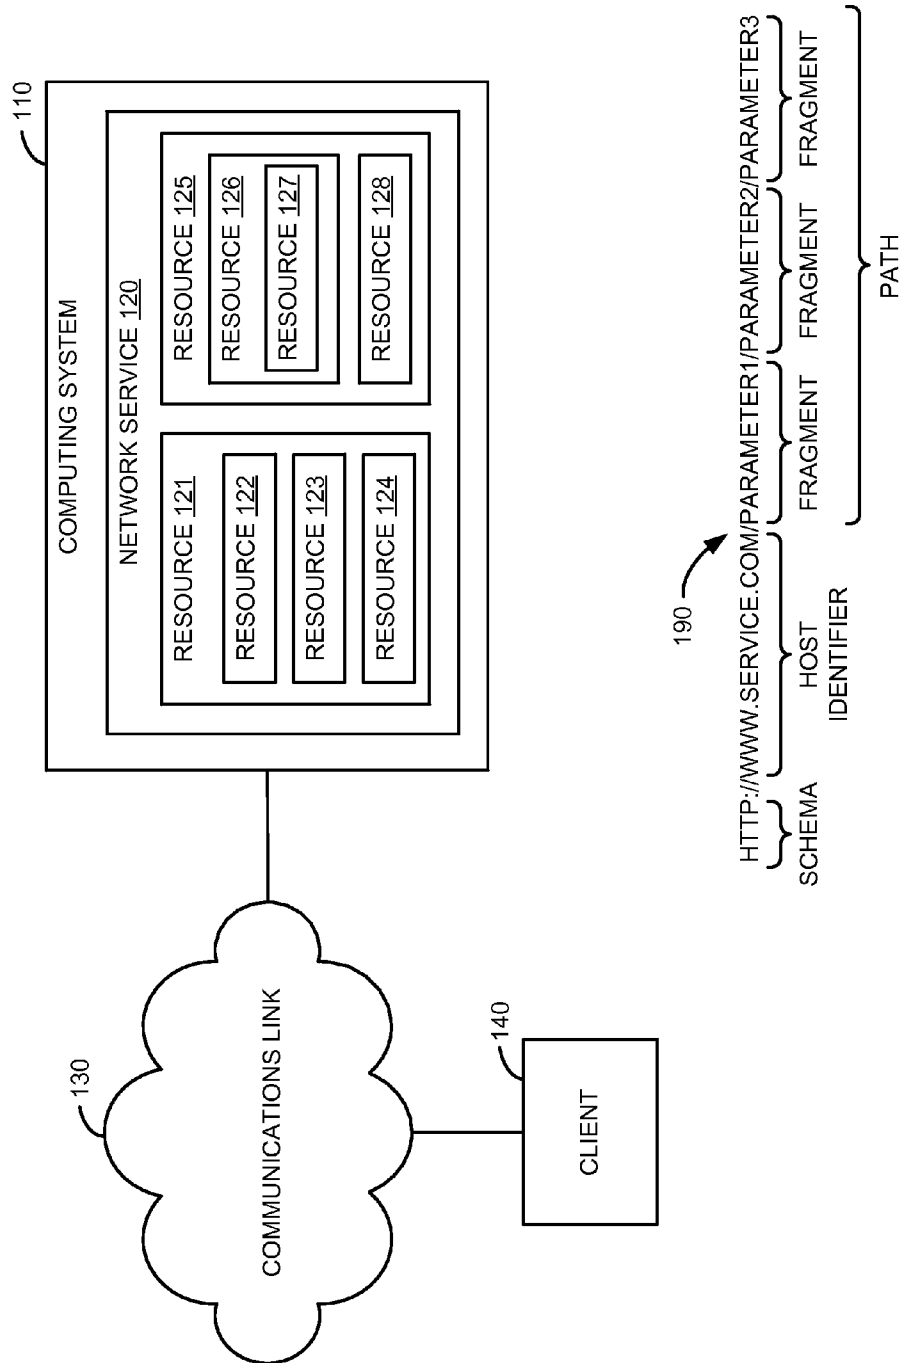 110
COMPUTING SYSTEM
NETWORK SERVICE 120
RESOURCE 121
RESOURCE 122
RESOURCE 123
RESOURCE 124
RESOURCE 125
RESOURCE 126
RESOURCE 127
RESOURCE 128
130
COMMUNICATIONS LINK
140
CLIENT
190
HTTP://WWW.SERVICE.COM/PARAMETER1/PARAMETER2/PARAMETER3
SCHEMA
HOST
IDENTIFIER
FRAGMENT
FRAGMENT
FRAGMENT
PATH